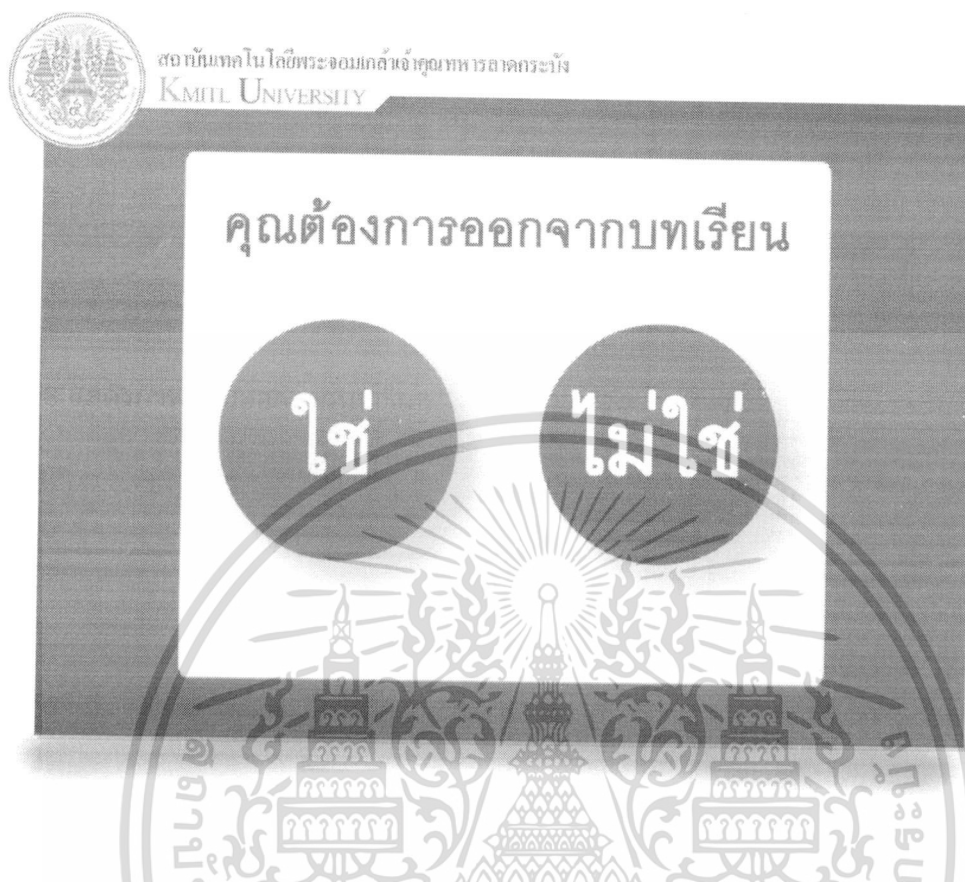 สถาบันเทคโนโลยีพระจอมเกล้าเจ้าคุณทหารลาดกระบัง
KMITL UNIVERSITY
คุณต้องการออกจากบทเรียน
ใช่
ไม่ใช่